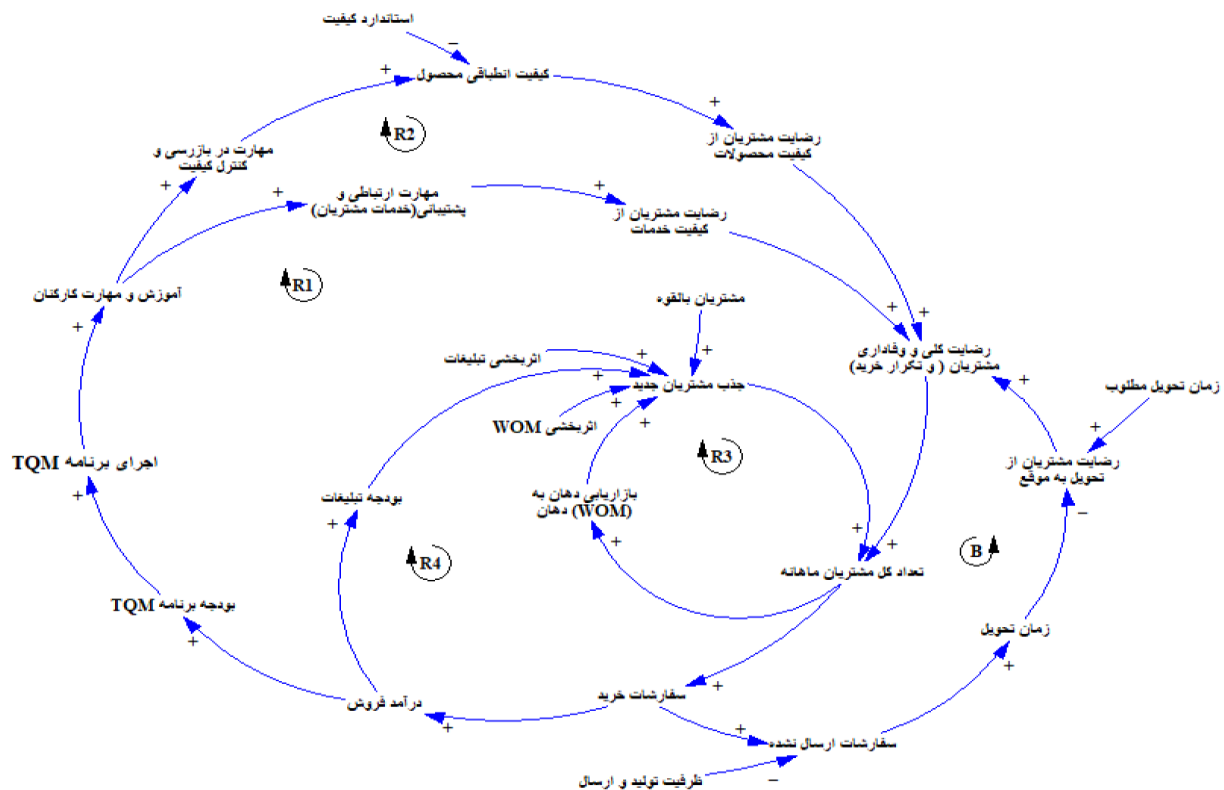 استاندارد کیفیت
–
+
کیفیت انطباقی محصول
+
R2
رضایت مشتریان از
کیفیت محصولات
مهارت در بازرسی و
کنترل کیفیت
+
+
مهارت ارتباطی و
پشتیبانی(خدمات مشتریان)
+
رضایت مشتریان از
کیفیت خدمات
R1
آموزش و مهارت کارکنان
+
مشتریان بالقوه
+
+
رضایت کلی و وفاداری
مشتریان ( و تکرار خرید)
+
اثربخشی تبلیغات
+
+
+
جذب مشتریان جدید
+
+
اثربخشی WOM
زمان تحویل مطلوب
+
R3
رضایت مشتریان از
تحویل به موقع
–
اجرای برنامه TQM
+
بودجه تبلیغات
+
بازاریابی دهان به
دهان (WOM)
+
+
+
B
R4
تعداد کل مشتریان ماهانه
بودجه برنامه TQM
+
زمان تحویل
+
سفارشات خرید
+
درآمد فروش
+
+
سفارشات ارسال نشده
–
ظرفیت تولید و ارسال